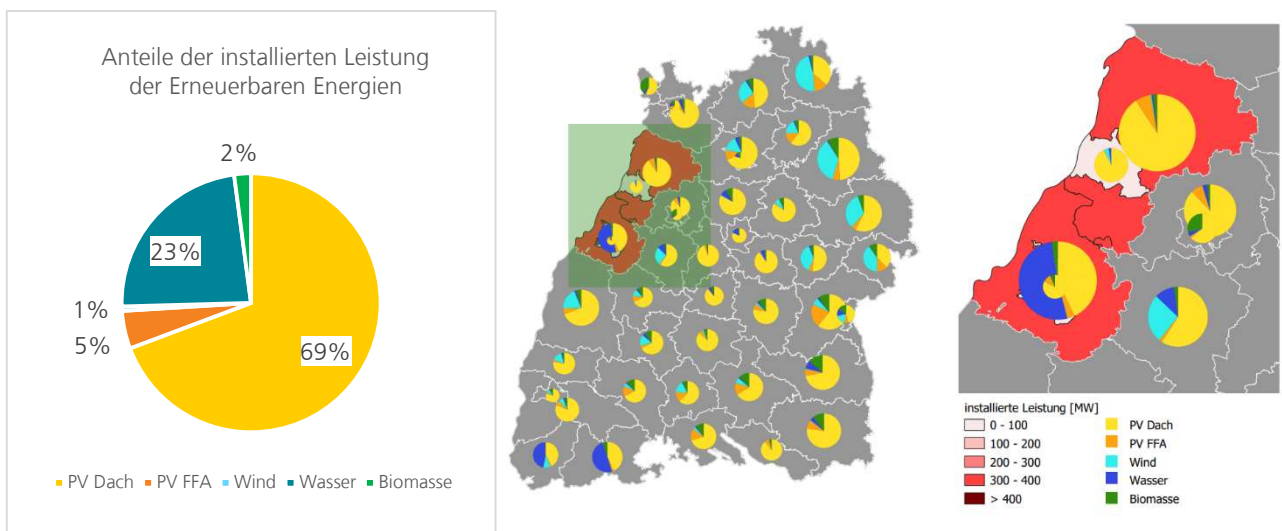 Anteile der installierten Leistung
der Erneuerbaren Energien
2%
23%
1%
5%
69%
PV Dach PV FFA Wind Wasser Biomasse
installierte Leistung [MW]
0 - 100
100 - 200
200 - 300
300 - 400
> 400
PV Dach
PV FFA
Wind
Wasser
Biomasse